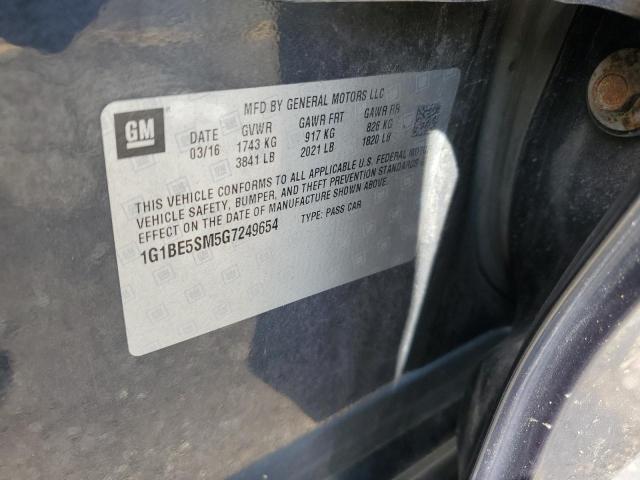 MFD BY GENERAL MOTORS LLC
GM
DATE GVWR GAWR FRT GAWR RR
03/16 1743 KG 917 KG 826 KG
3841 LB 2021 LB 1820 LB
THIS VEHICLE CONFORMS TO ALL APPLICABLE U.S. FEDERAL MOTOR
VEHICLE SAFETY, BUMPER, AND THEFT PREVENTION STANDARDS IN
EFFECT ON THE DATE OF MANUFACTURE SHOWN ABOVE.
1G1BE5SM5G7249654 TYPE: PASS CAR